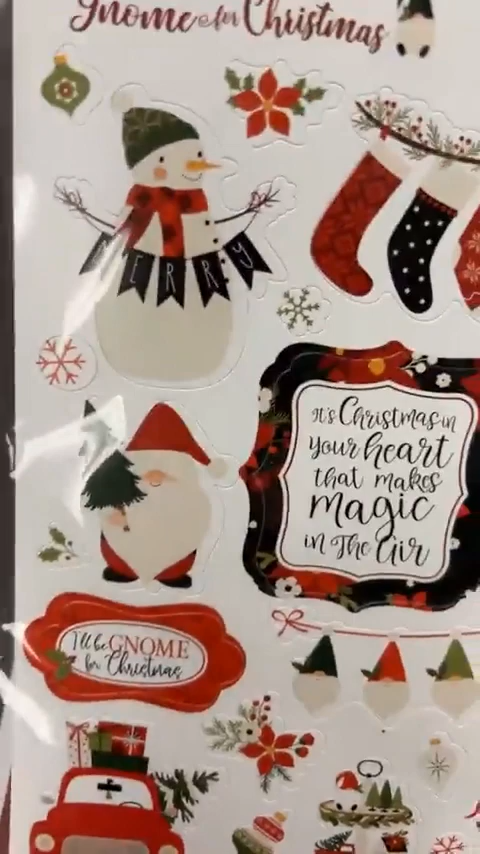 Gnome for Christmas
MERRY
It's Christmas in
your heart
that makes
magic
in The Air
I'll be GNOME
for Christmas